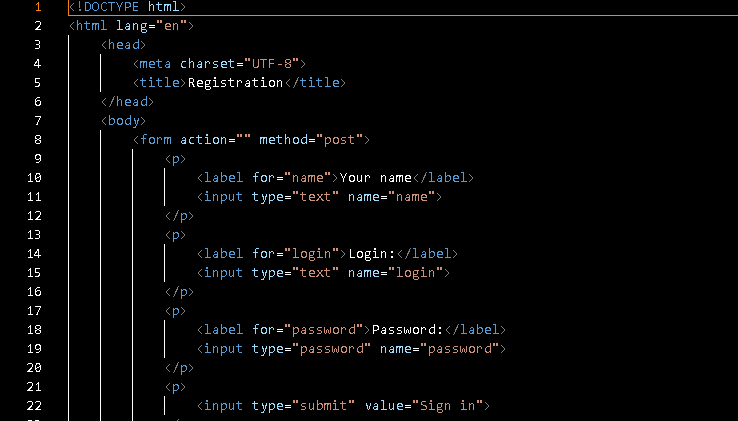 1 <!DOCTYPE html>
2 <html lang="en">
3 <head>
4 <meta charset="UTF-8">
5 <title>Registration</title>
6 </head>
7 <body>
8 <form action="" method="post">
9 <p>
10 <label for="name">Your name</label>
11 <input type="text" name="name">
12 </p>
13 <p>
14 <label for="login">Login:</label>
15 <input type="text" name="login">
16 </p>
17 <p>
18 <label for="password">Password:</label>
19 <input type="password" name="password">
20 </p>
21 <p>
22 <input type="submit" value="Sign in">